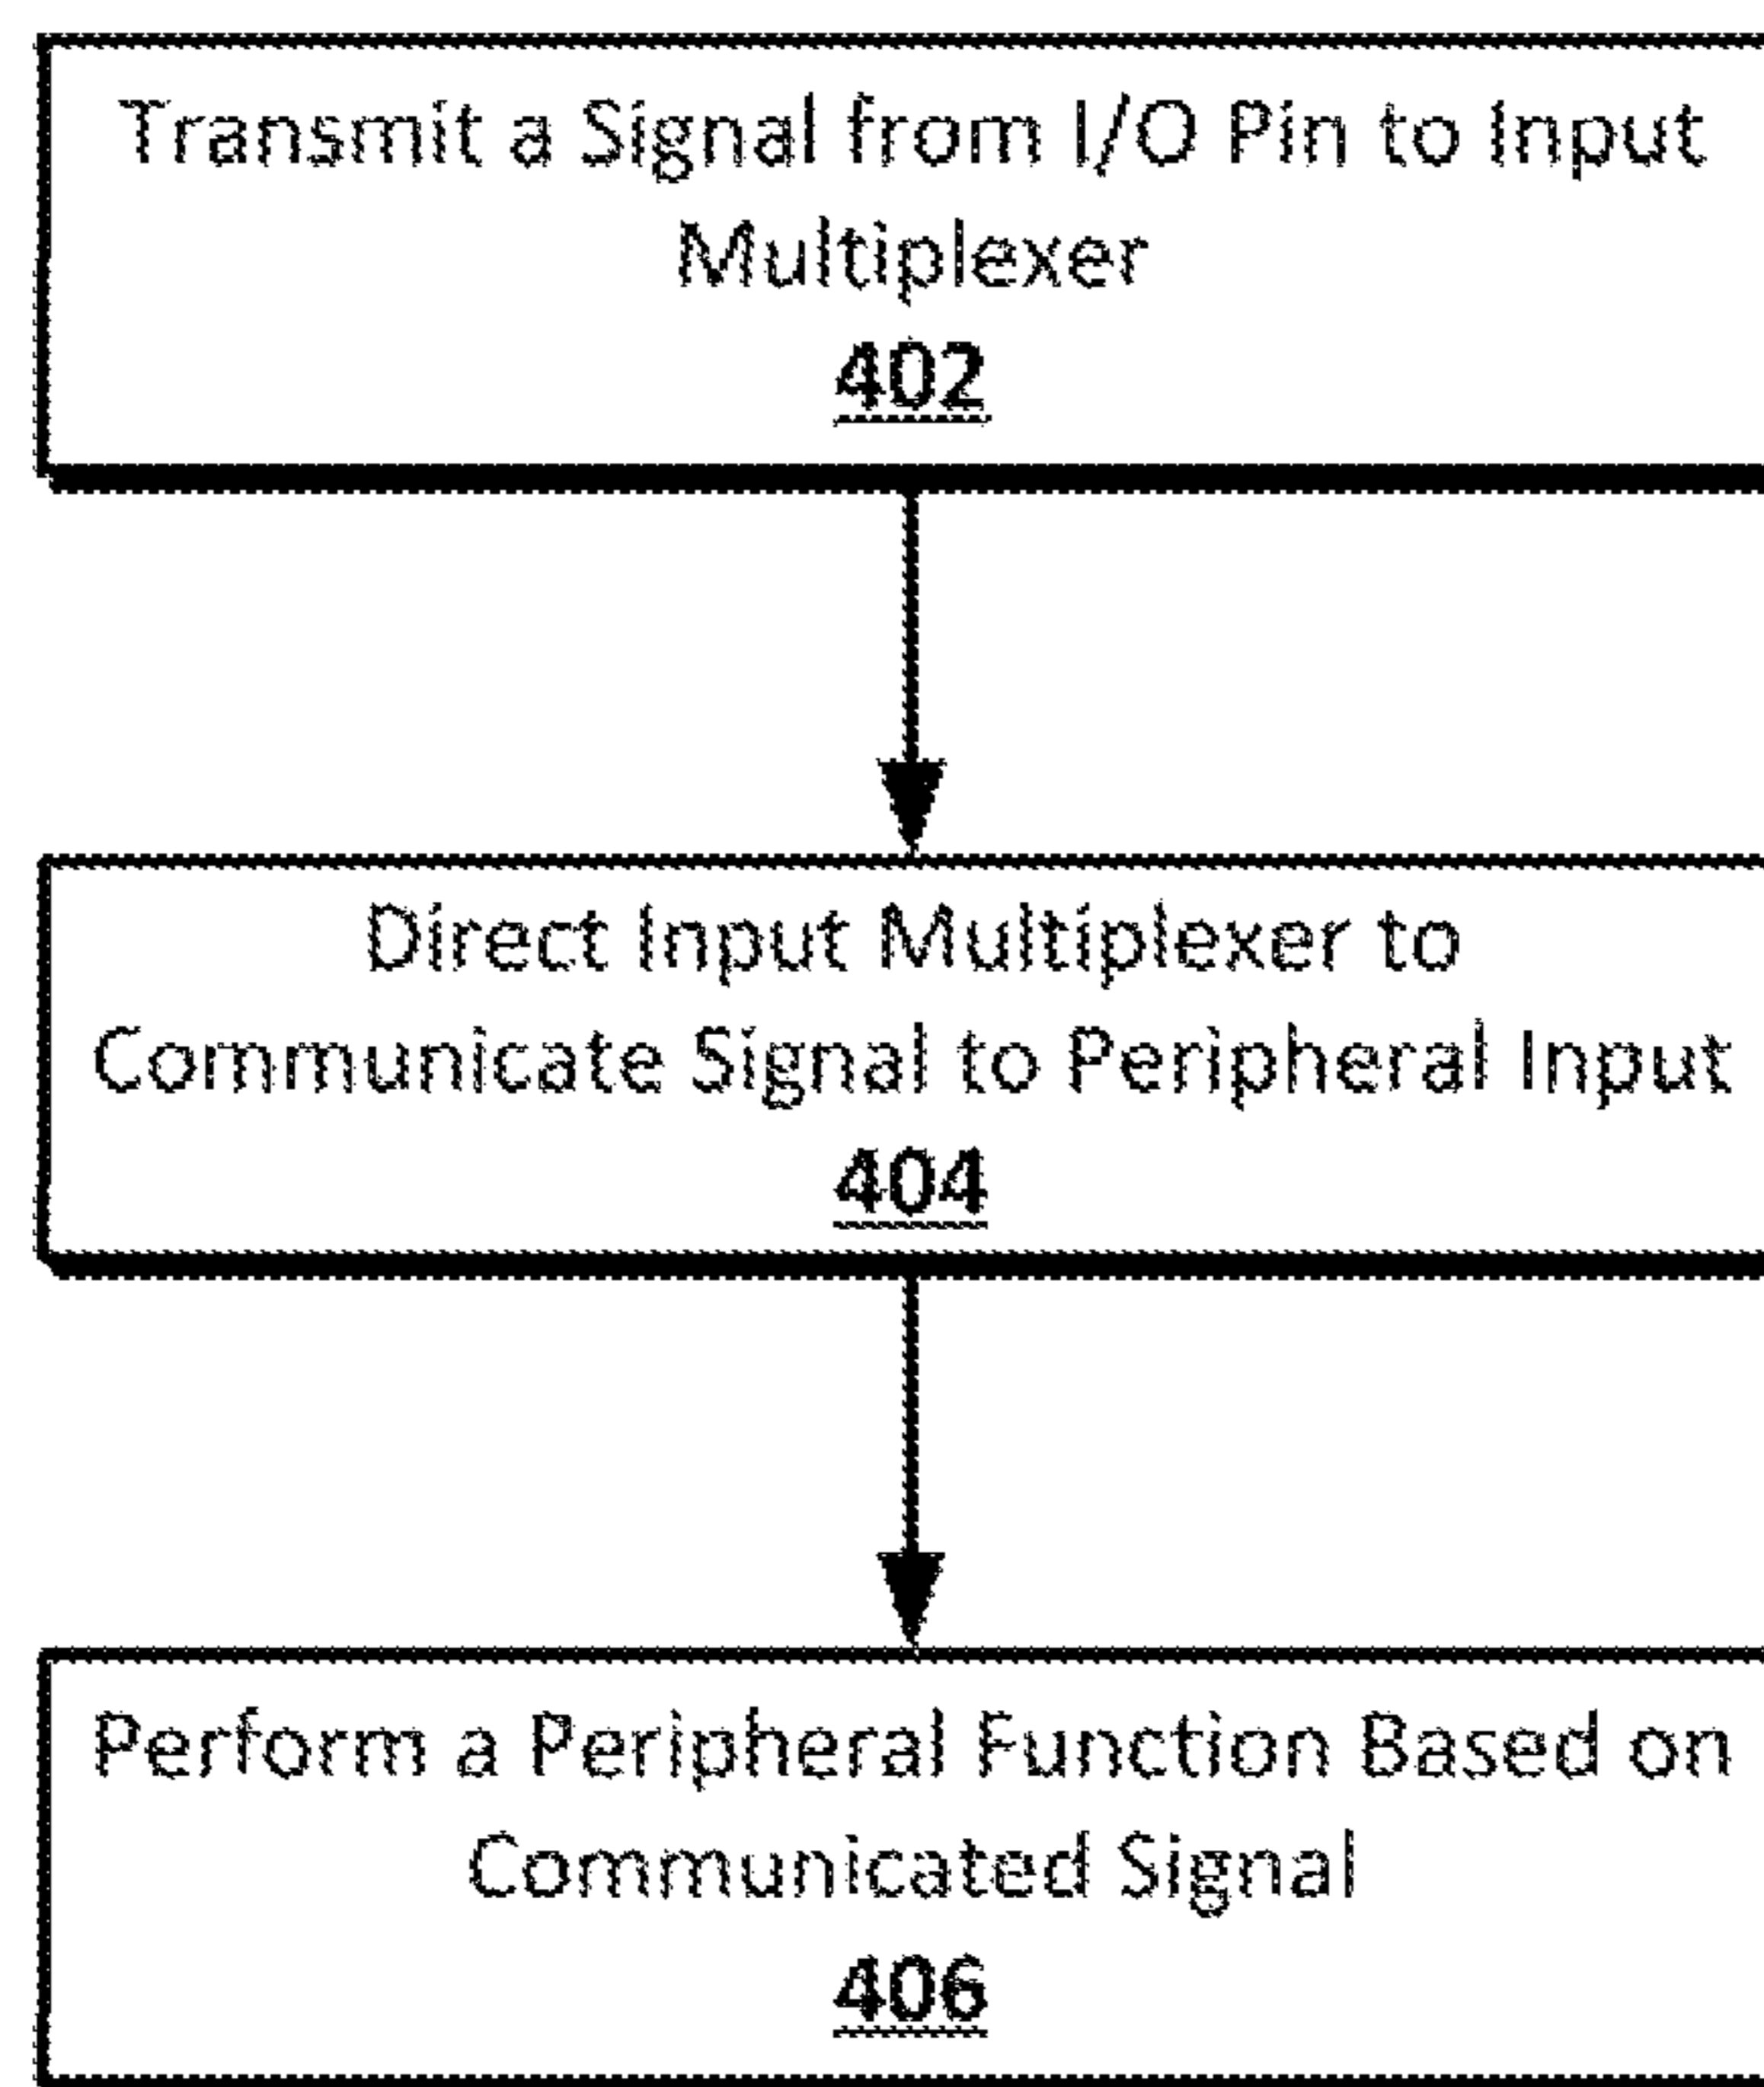 Transmit a Signal from I/O Pin to Input
Multiplexer
402
Direct Input Multiplexer to
Communicate Signal to Peripheral Input
404
Perform a Peripheral Function Based on
Communicated Signal
406